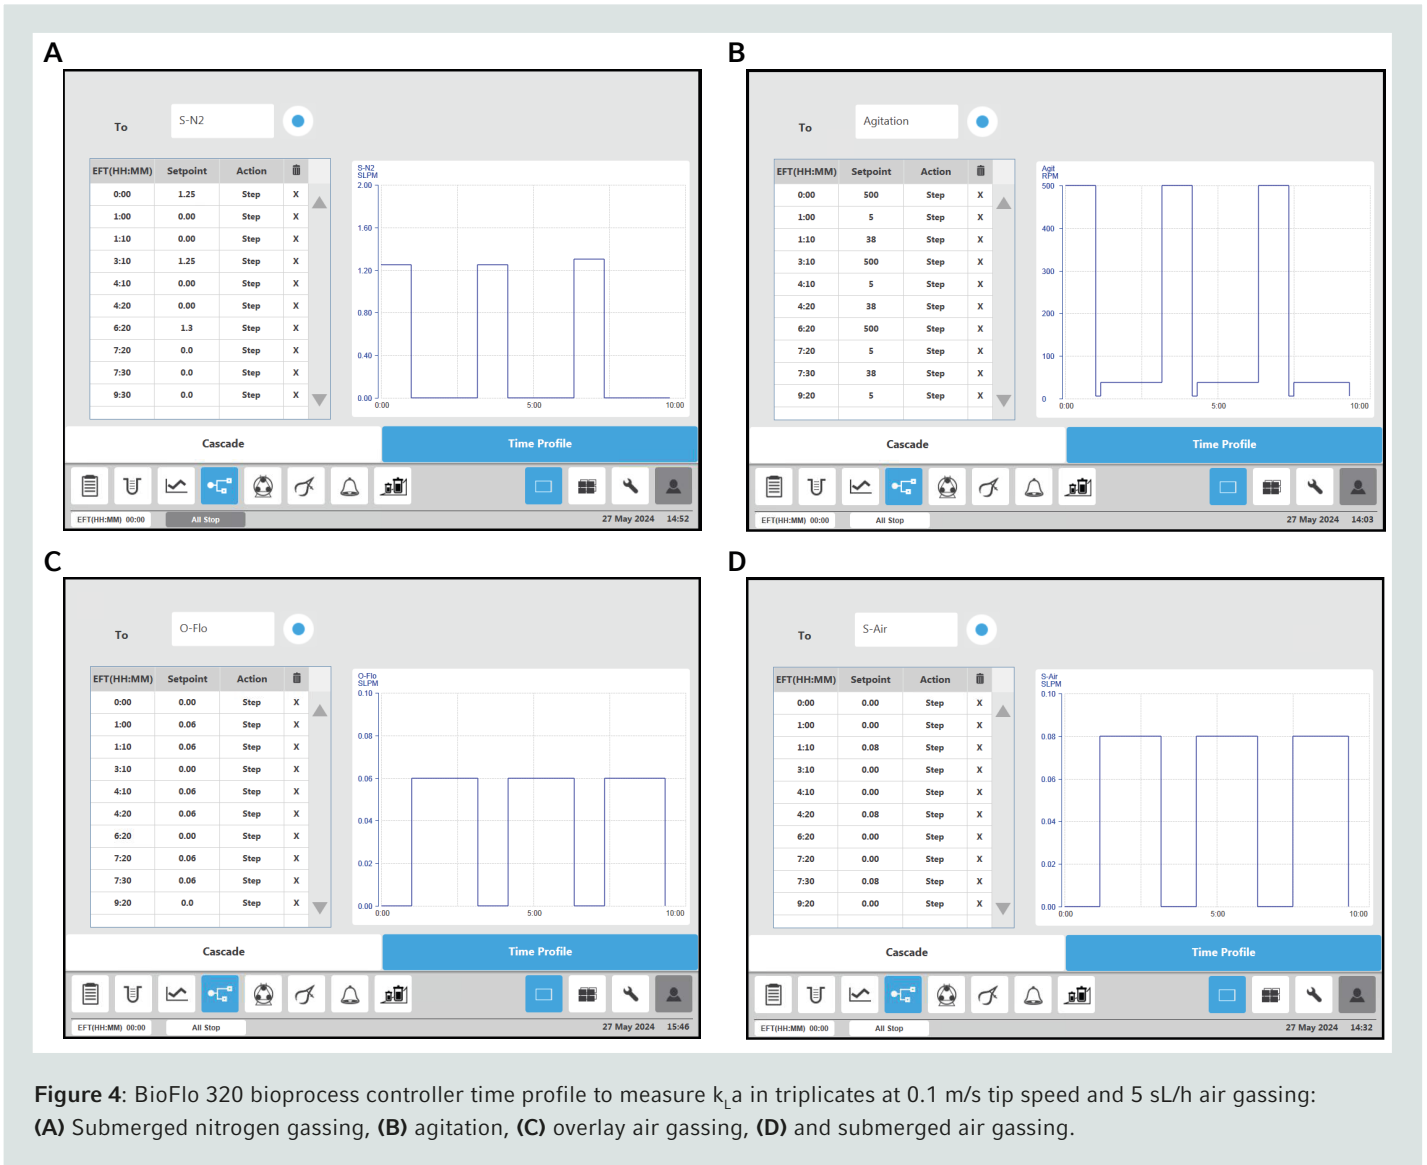 A
To
S-N2
EFT(HH:MM) Setpoint Action
0:00 1.25 Step X
1:00 0.00 Step X
1:10 0.00 Step X
3:10 1.25 Step X
4:10 0.00 Step X
4:20 0.00 Step X
6:20 1.3 Step X
7:20 0.0 Step X
7:30 0.0 Step X
9:30 0.0 Step X
S-N2
SLPM
2.00
1.60
1.20
0.80
0.40
0.00
0:00 5:00 10:00
Cascade
Time Profile
EFT(HH:MM) 00:00
All Stop
27 May 2024 14:52
B
To
Agitation
EFT(HH:MM) Setpoint Action
0:00 500 Step X
1:00 5 Step X
1:10 38 Step X
3:10 500 Step X
4:10 5 Step X
4:20 38 Step X
6:20 500 Step X
7:20 5 Step X
7:30 38 Step X
9:20 5 Step X
Agit
RPM
500
400
300
200
100
0
0:00 5:00 10:00
Cascade
Time Profile
EFT(HH:MM) 00:00
All Stop
27 May 2024 14:03
C
To
O-Flo
EFT(HH:MM) Setpoint Action
0:00 0.00 Step X
1:00 0.06 Step X
1:10 0.06 Step X
3:10 0.00 Step X
4:10 0.06 Step X
4:20 0.06 Step X
6:20 0.00 Step X
7:20 0.06 Step X
7:30 0.06 Step X
9:20 0.0 Step X
O-Flo
SLPM
0.10
0.08
0.06
0.04
0.02
0.00
0:00 5:00 10:00
Cascade
Time Profile
EFT(HH:MM) 00:00
All Stop
27 May 2024 15:46
D
To
S-Air
EFT(HH:MM) Setpoint Action
0:00 0.00 Step X
1:00 0.00 Step X
1:10 0.08 Step X
3:10 0.00 Step X
4:10 0.00 Step X
4:20 0.08 Step X
6:20 0.00 Step X
7:20 0.00 Step X
7:30 0.08 Step X
9:20 0.00 Step X
S-Air
SLPM
0.10
0.08
0.06
0.04
0.02
0.00
0:00 5:00 10:00
Cascade
Time Profile
EFT(HH:MM) 00:00
All Stop
27 May 2024 14:32
Figure 4: BioFlo 320 bioprocess controller time profile to measure kLa in triplicates at 0.1 m/s tip speed and 5 sL/h air gassing:
(A) Submerged nitrogen gassing, (B) agitation, (C) overlay air gassing, (D) and submerged air gassing.